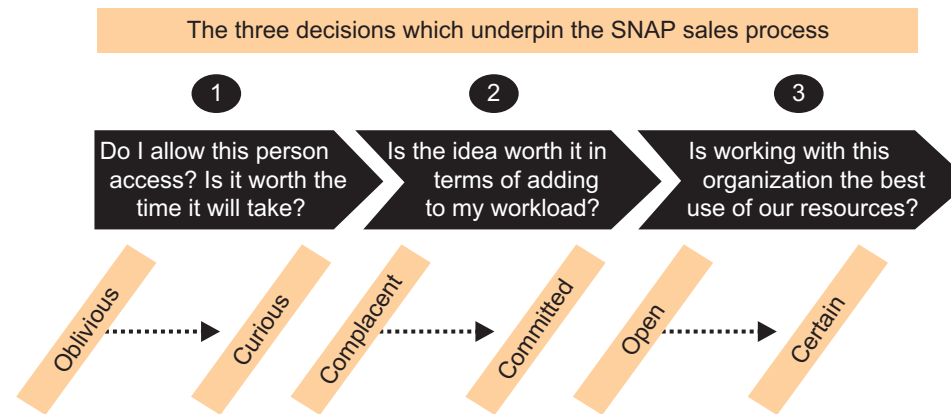 The three decisions which underpin the SNAP sales process
1
2
3
Do I allow this person
access? Is it worth the
time it will take?
Is the idea worth it in
terms of adding
to my workload?
Is working with this
organization the best
use of our resources?
Oblivious
Curious
Complacent
Committed
Open
Certain